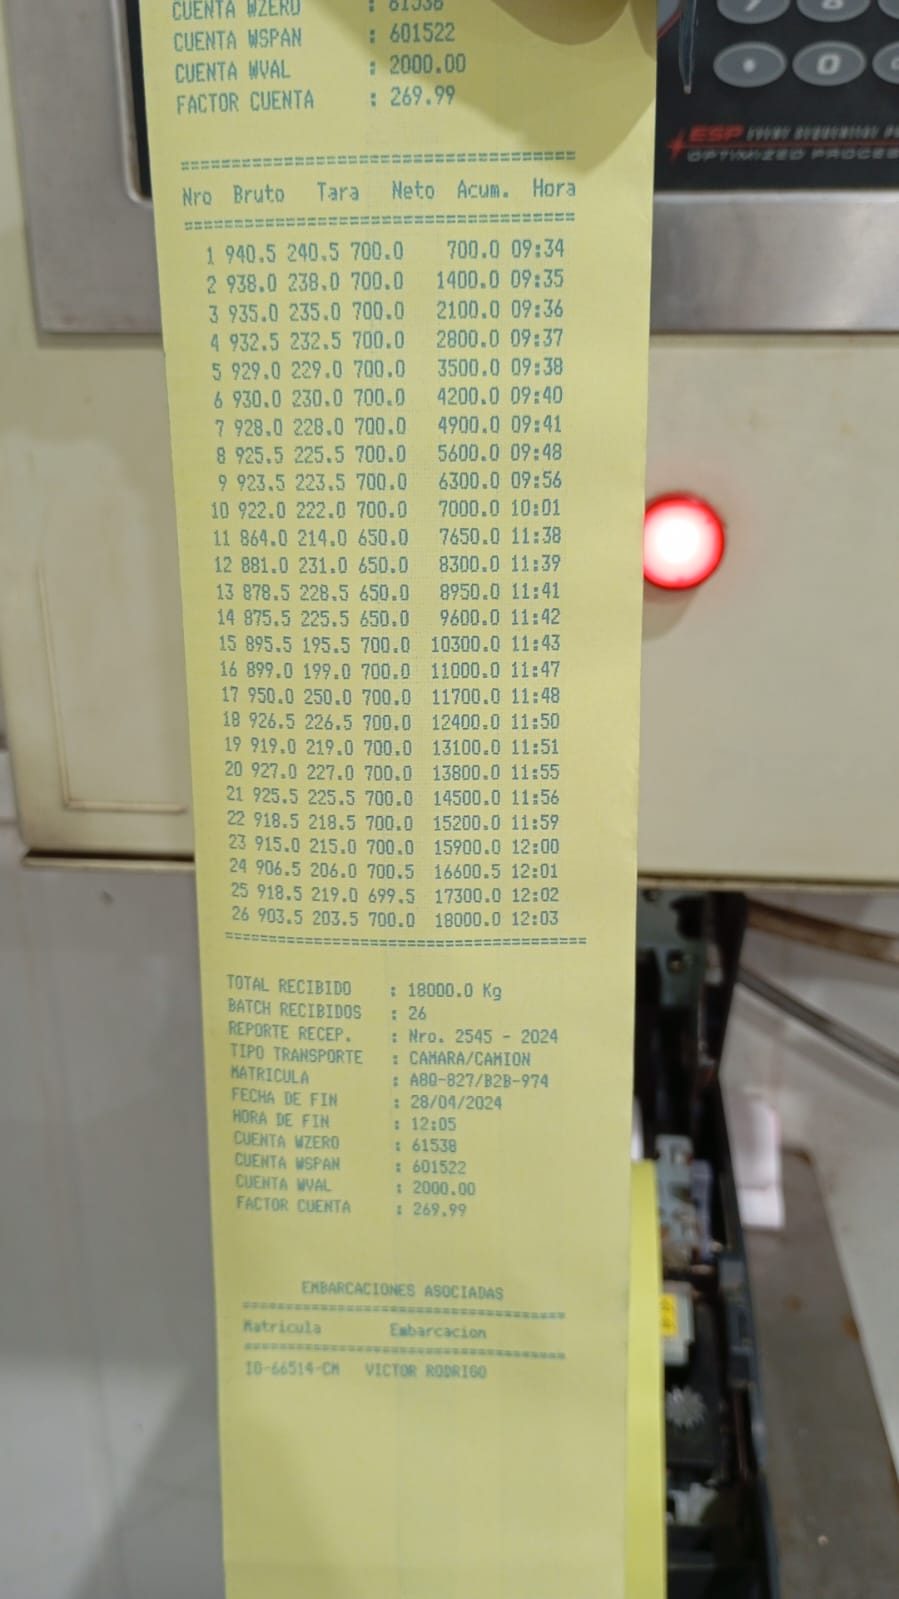 CUENTA WZERO : 61538
CUENTA WSPAN : 601522
CUENTA WVAL : 2000.00
FACTOR CUENTA : 269.99
=====================================
Nro Bruto Tara Neto Acum. Hora
=====================================
1 940.5 240.5 700.0 700.0 09:34
2 938.0 238.0 700.0 1400.0 09:35
3 935.0 235.0 700.0 2100.0 09:36
4 932.5 232.5 700.0 2800.0 09:37
5 929.0 229.0 700.0 3500.0 09:38
6 930.0 230.0 700.0 4200.0 09:40
7 928.0 228.0 700.0 4900.0 09:41
8 925.5 225.5 700.0 5600.0 09:48
9 923.5 223.5 700.0 6300.0 09:56
10 922.0 222.0 700.0 7000.0 10:01
11 864.0 214.0 650.0 7650.0 11:38
12 881.0 231.0 650.0 8300.0 11:39
13 878.5 228.5 650.0 8950.0 11:41
14 875.5 225.5 650.0 9600.0 11:42
15 895.5 195.5 700.0 10300.0 11:43
16 899.0 199.0 700.0 11000.0 11:47
17 950.0 250.0 700.0 11700.0 11:48
18 926.5 226.5 700.0 12400.0 11:50
19 919.0 219.0 700.0 13100.0 11:51
20 927.0 227.0 700.0 13800.0 11:55
21 925.5 225.5 700.0 14500.0 11:56
22 918.5 218.5 700.0 15200.0 11:59
23 915.0 215.0 700.0 15900.0 12:00
24 906.5 206.0 700.5 16600.5 12:01
25 918.5 219.0 699.5 17300.0 12:02
26 903.5 203.5 700.0 18000.0 12:03
=====================================
TOTAL RECIBIDO : 18000.0 Kg
BATCH RECIBIDOS : 26
REPORTE RECEP. : Nro. 2545 - 2024
TIPO TRANSPORTE : CAMARA/CAMION
MATRICULA : A8Q-827/B2B-974
FECHA DE FIN : 28/04/2024
HORA DE FIN : 12:05
CUENTA WZERO : 61538
CUENTA WSPAN : 601522
CUENTA WVAL : 2000.00
FACTOR CUENTA : 269.99
EMBARCACIONES ASOCIADAS
=====================================
Matricula Embarcacion
=====================================
IO-66514-CM VICTOR RODRIGO
7 8
. 0
ESP
OPTIMIZED